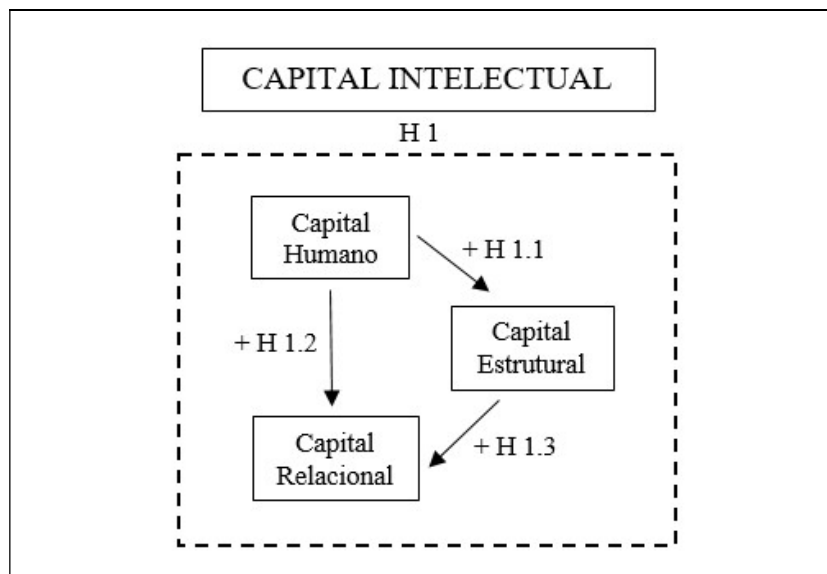 CAPITAL INTELECTUAL
H 1
Capital
Humano
+ H 1.1
+ H 1.2
Capital
Estrutural
Capital
Relacional
+ H 1.3